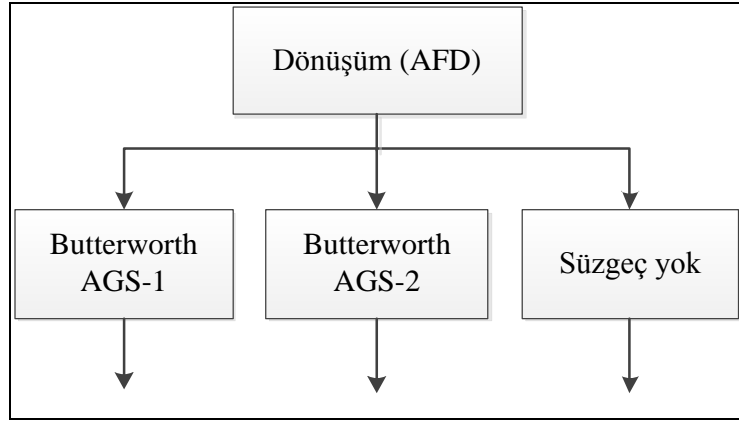 Dönüşüm (AFD)
Butterworth
AGS-1
Butterworth
AGS-2
Süzgeç yok